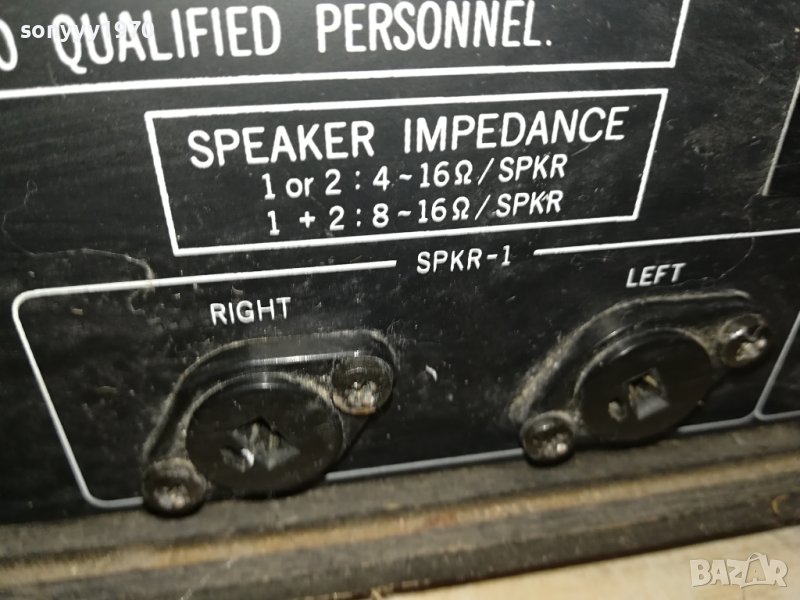 sonyww1970
O QUALIFIED PERSONNEL.
SPEAKER IMPEDANCE
1 or 2 : 4 ~ 16Ω / SPKR
1 + 2 : 8 ~ 16Ω / SPKR
SPKR-1
RIGHT
LEFT
BAZAR